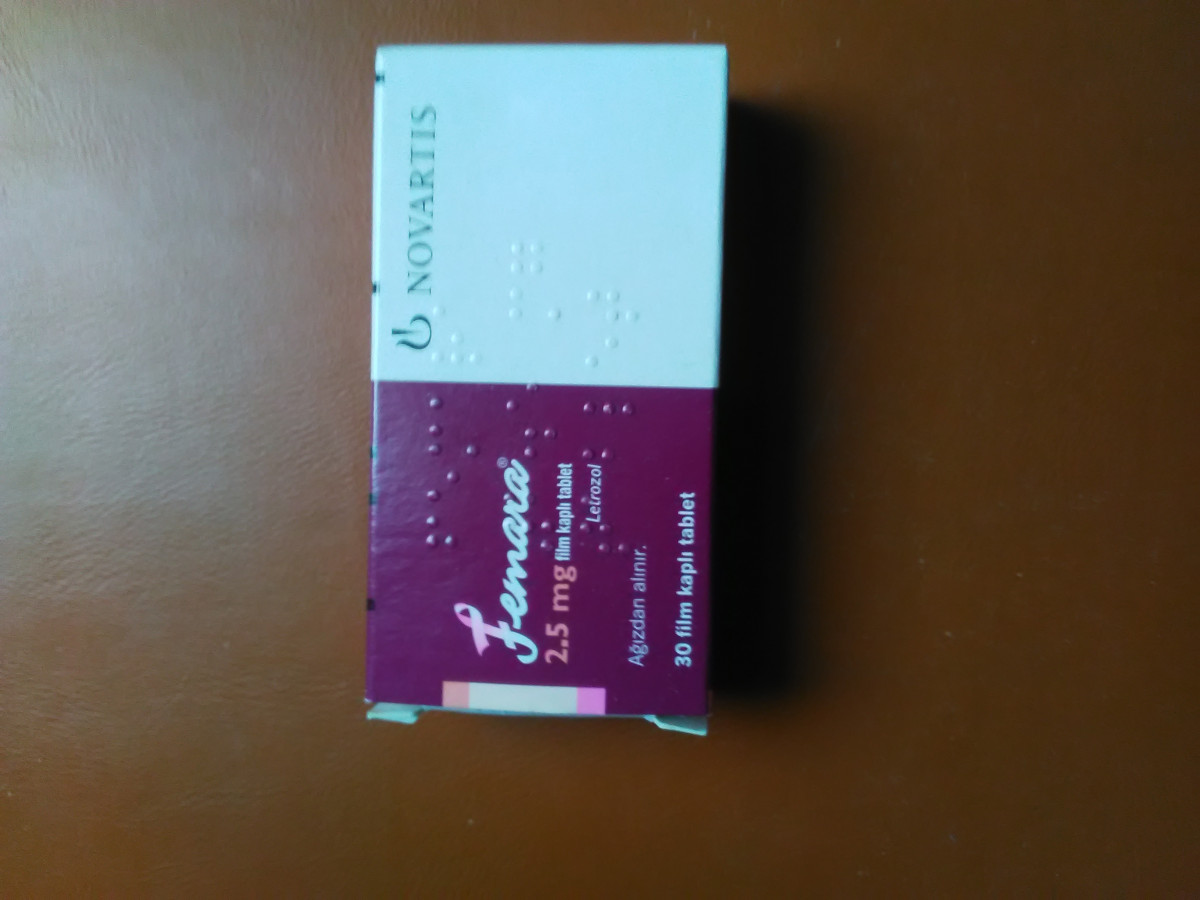 NOVARTIS
Femara®
2.5 mg film kaplı tablet
Letrozol
Ağızdan alınır.
30 film kaplı tablet